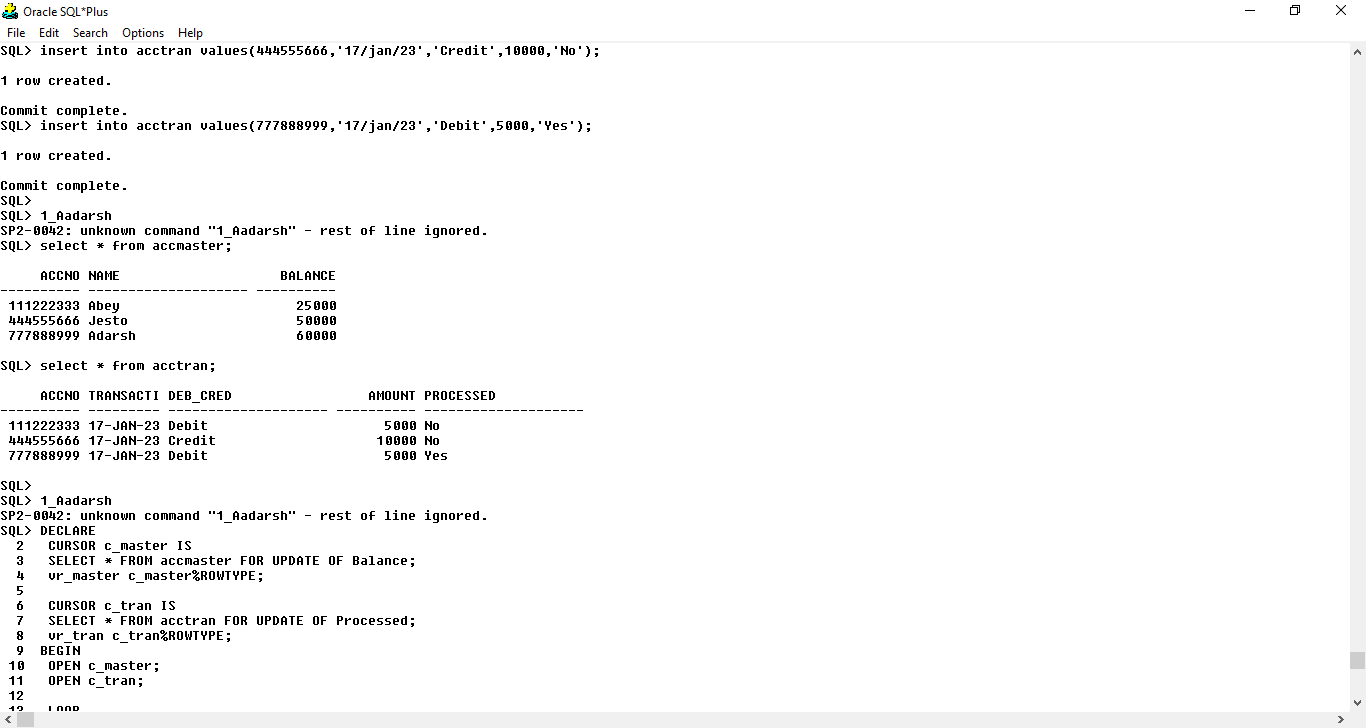 Oracle SQL*Plus
File Edit Search Options Help
SQL> insert into acctran values(444555666,'17/jan/23','Credit',10000,'No');
1 row created.
Commit complete.
SQL> insert into acctran values(777888999,'17/jan/23','Debit',5000,'Yes');
1 row created.
Commit complete.
SQL>
SQL> 1_Aadarsh
SP2-0042: unknown command "1_Aadarsh" - rest of line ignored.
SQL> select * from accmaster;
ACCNO NAME BALANCE
---------- -------------------- ----------
111222333 Abey 25000
444555666 Jesto 50000
777888999 Adarsh 60000
SQL> select * from acctran;
ACCNO TRANSACTI DEB_CRED AMOUNT PROCESSED
---------- --------- -------------------- ---------- --------------------
111222333 17-JAN-23 Debit 5000 No
444555666 17-JAN-23 Credit 10000 No
777888999 17-JAN-23 Debit 5000 Yes
SQL>
SQL> 1_Aadarsh
SP2-0042: unknown command "1_Aadarsh" - rest of line ignored.
SQL> DECLARE
2 CURSOR c_master IS
3 SELECT * FROM accmaster FOR UPDATE OF Balance;
4 vr_master c_master%ROWTYPE;
5
6 CURSOR c_tran IS
7 SELECT * FROM acctran FOR UPDATE OF Processed;
8 vr_tran c_tran%ROWTYPE;
9 BEGIN
10 OPEN c_master;
11 OPEN c_tran;
12
13 LOOP